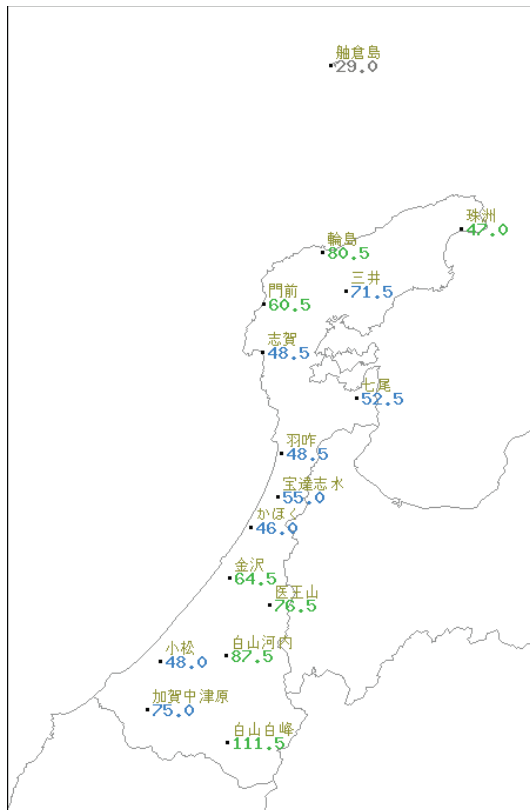 舳倉島
29.0
珠洲
47.0
輪島
80.5
三井
71.5
門前
60.5
志賀
48.5
七尾
52.5
羽咋
48.5
宝達志水
55.0
かほく
46.0
金沢
64.5
医王山
76.5
白山河内
87.5
小松
48.0
加賀中津原
75.0
白山白峰
111.5